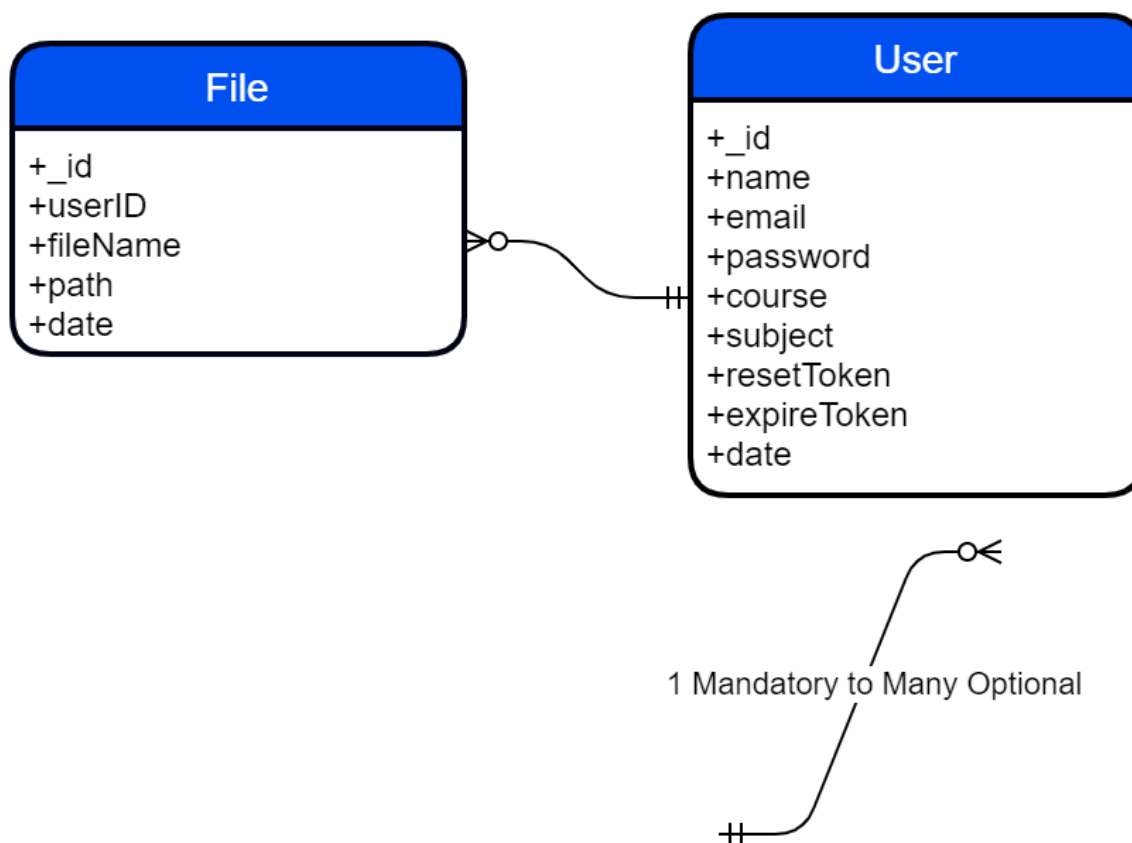 File
+_id
+userID
+fileName
+path
+date
User
+_id
+name
+email
+password
+course
+subject
+resetToken
+expireToken
+date
1 Mandatory to Many Optional